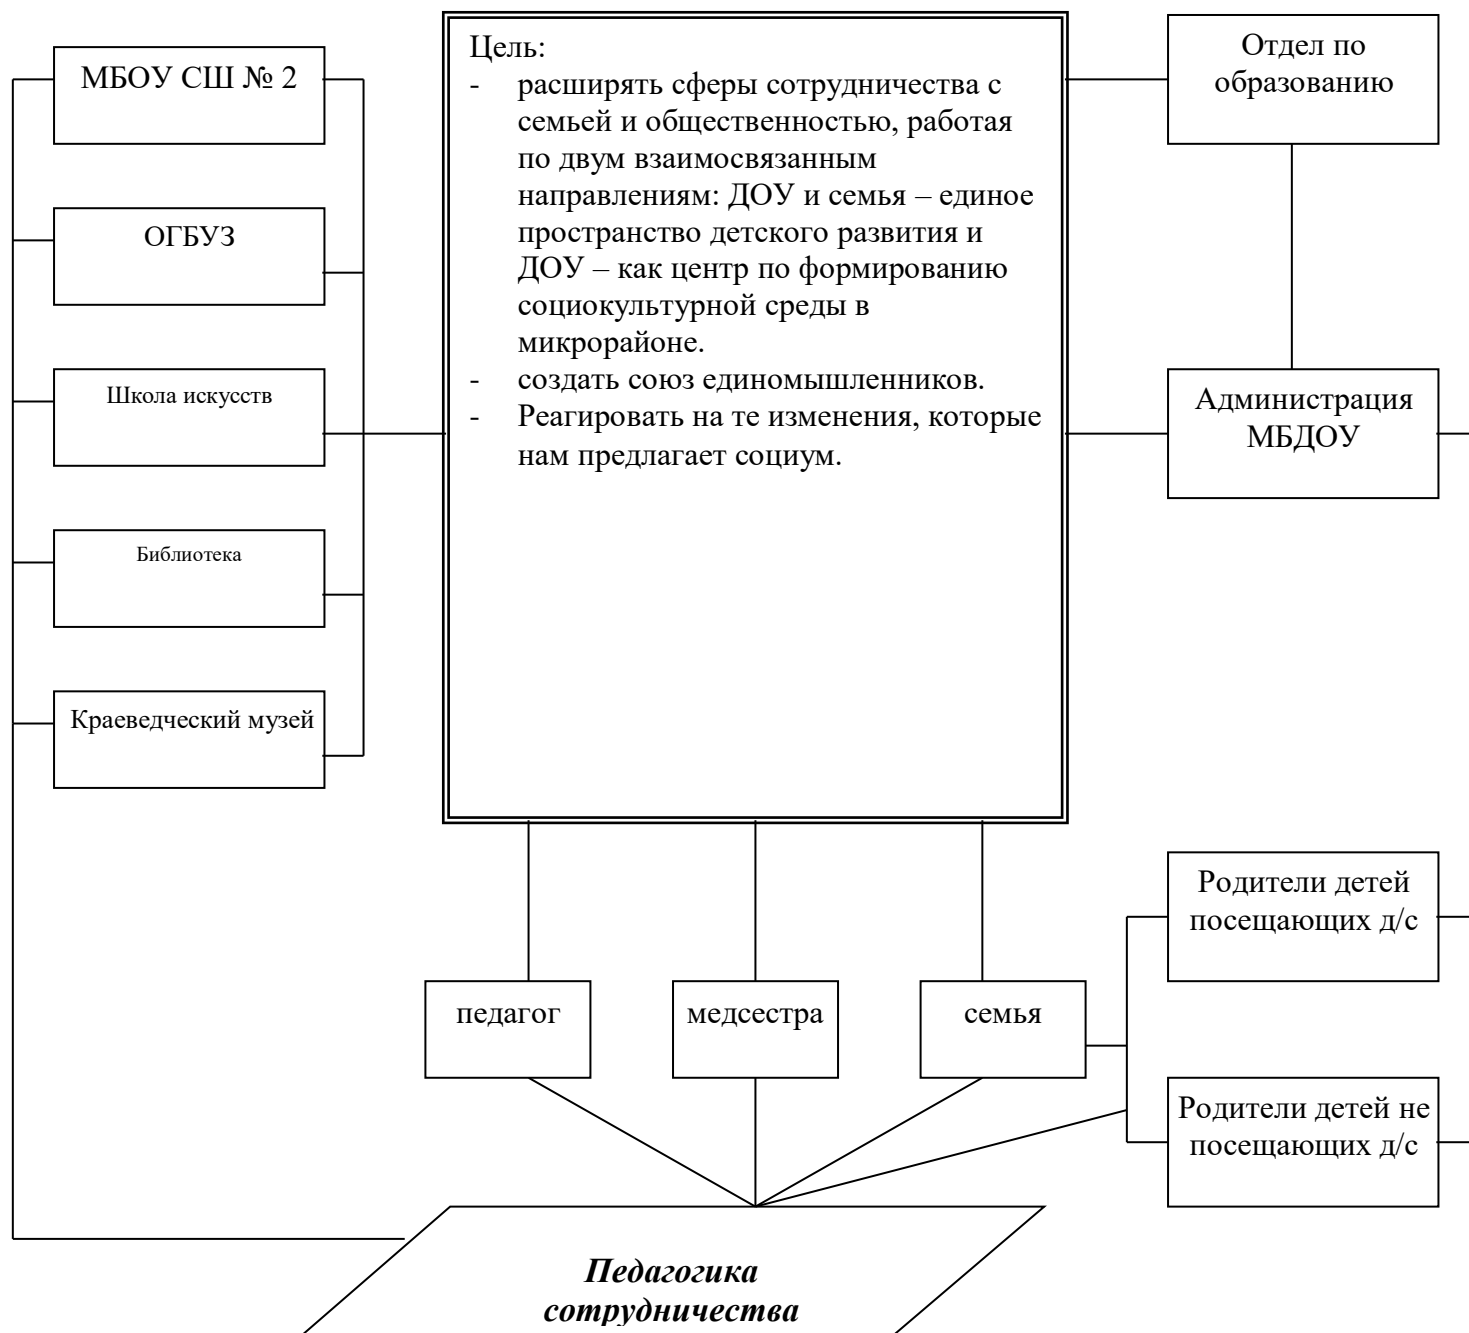 МБОУ СШ № 2
ОГБУЗ
Школа искусств
Библиотека
Краеведческий музей
Цель:
- расширять сферы сотрудничества с
семьей и общественностью, работая
по двум взаимосвязанным
направлениям: ДОУ и семья – единое
пространство детского развития и
ДОУ – как центр по формированию
социокультурной среды в
микрорайоне.
- создать союз единомышленников.
- Реагировать на те изменения, которые
нам предлагает социум.
Отдел по
образованию
Администрация
МБДОУ
педагог
медсестра
семья
Родители детей
посещающих д/с
Родители детей не
посещающих д/с
Педагогика
сотрудничества